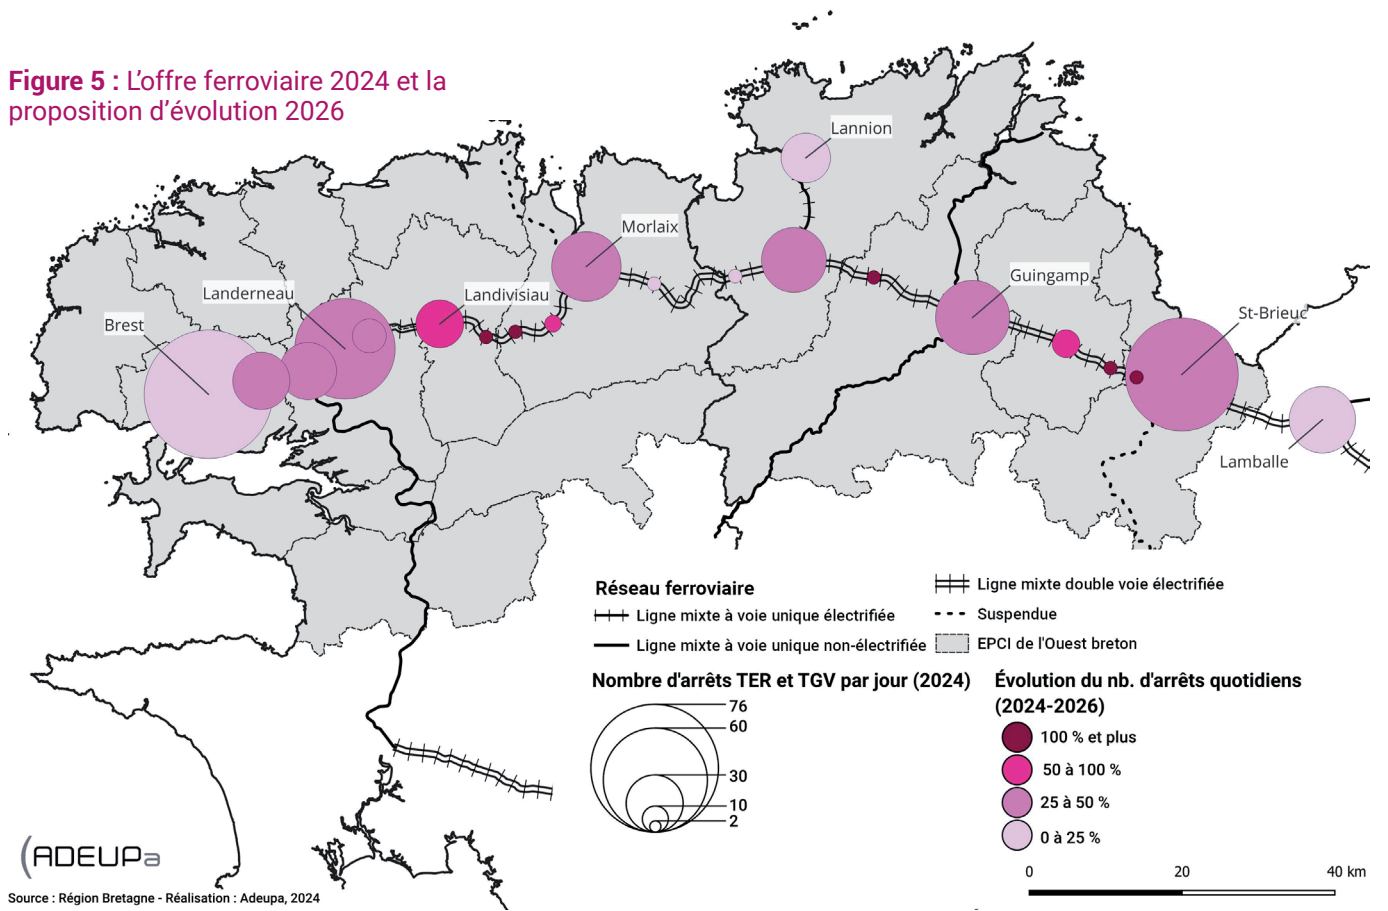 Figure 5 : L'offre ferroviaire 2024 et la
proposition d'évolution 2026
Lannion
Morlaix
Guingamp
Landerneau
Landivisiau
St-Brieuc
Brest
Lamballe
Réseau ferroviaire
Ligne mixte à voie unique électrifiée
Ligne mixte à voie unique non-électrifiée
Ligne mixte double voie électrifiée
Suspendue
EPCI de l'Ouest breton
Nombre d'arrêts TER et TGV par jour (2024)
76
60
30
10
2
Évolution du nb. d'arrêts quotidiens
(2024-2026)
100 % et plus
50 à 100 %
25 à 50 %
0 à 25 %
0 20 40 km
ADEUPa
Source : Région Bretagne - Réalisation : Adeupa, 2024